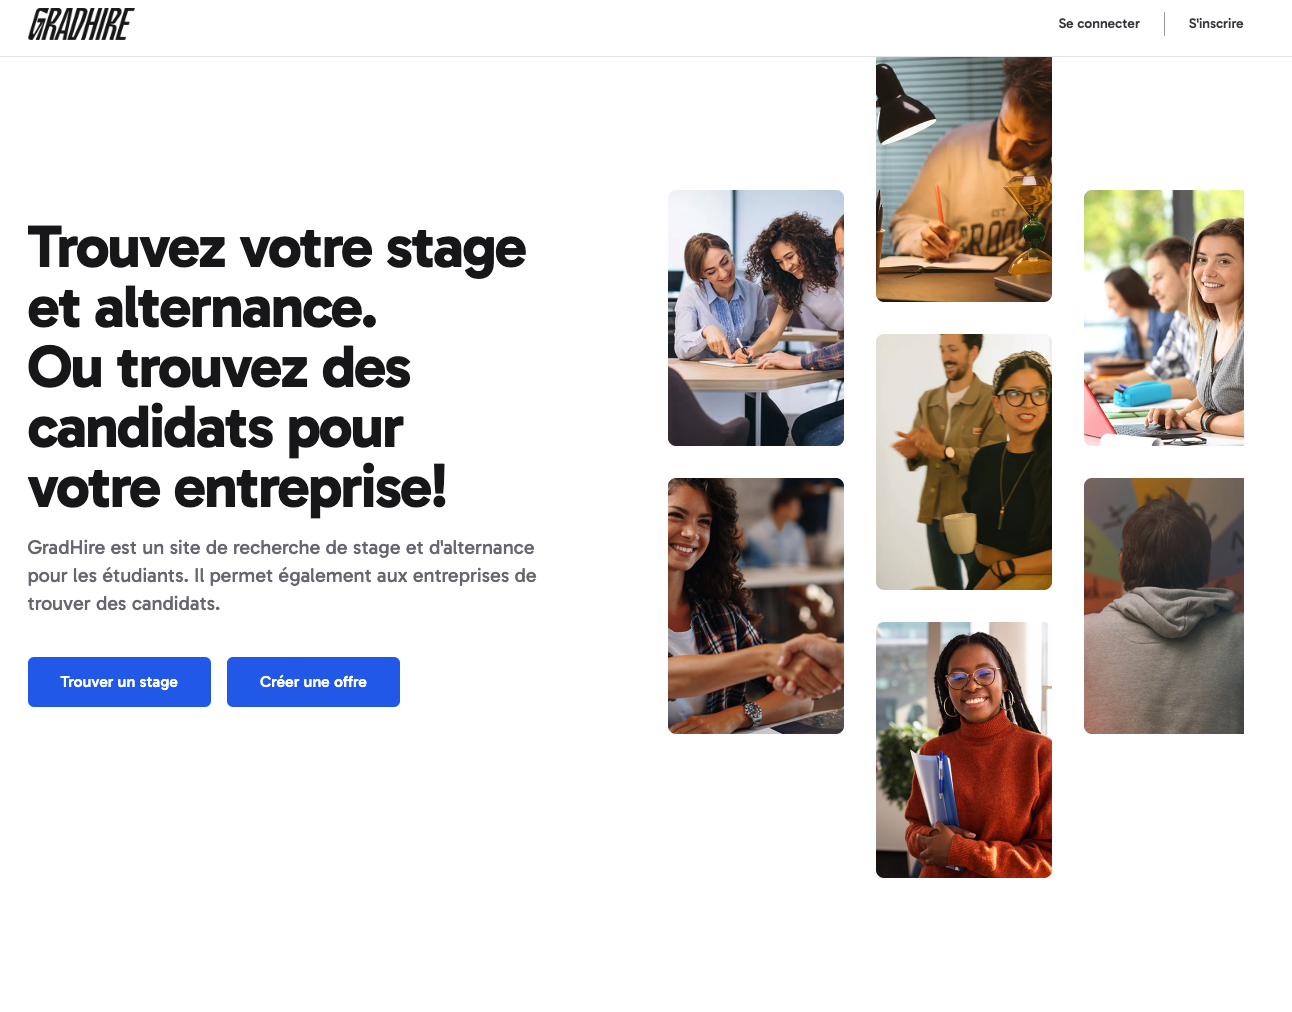 GRADHIRE
Se connecter
S'inscrire
Trouvez votre stage
et alternance.
Ou trouvez des
candidats pour
votre entreprise!
GradHire est un site de recherche de stage et d'alternance
pour les étudiants. Il permet également aux entreprises de
trouver des candidats.
Trouver un stage
Créer une offre